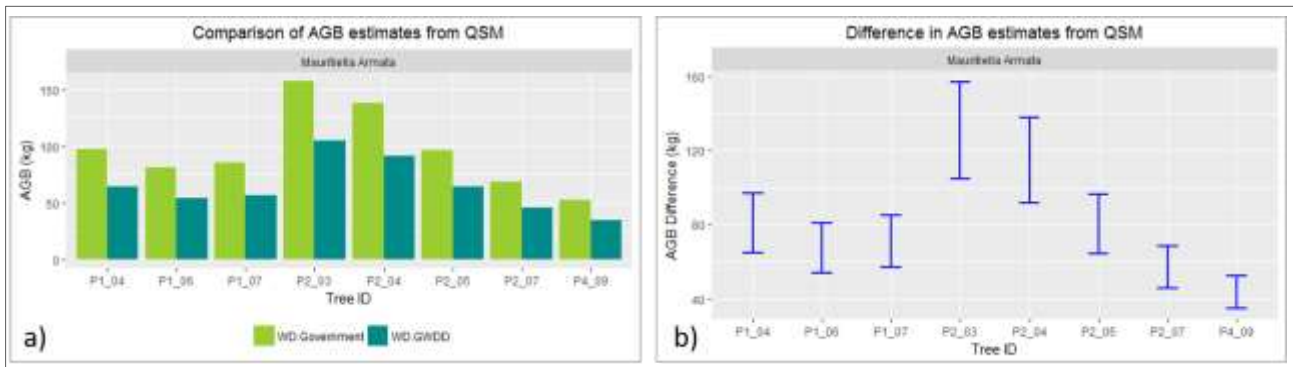 Comparison of AGB estimates from QSM
Mauritiella Armata
AGB (kg)
150
100
50
0
P1_04 P1_06 P1_07 P2_03 P2_04 P2_05 P2_07 P4_09
Tree ID
WD.Government WD.GWDD
a)
Difference in AGB estimates from QSM
Mauritiella Armata
AGB Difference (kg)
160
120
80
40
P1_04 P1_06 P1_07 P2_03 P2_04 P2_05 P2_07 P4_09
Tree ID
b)